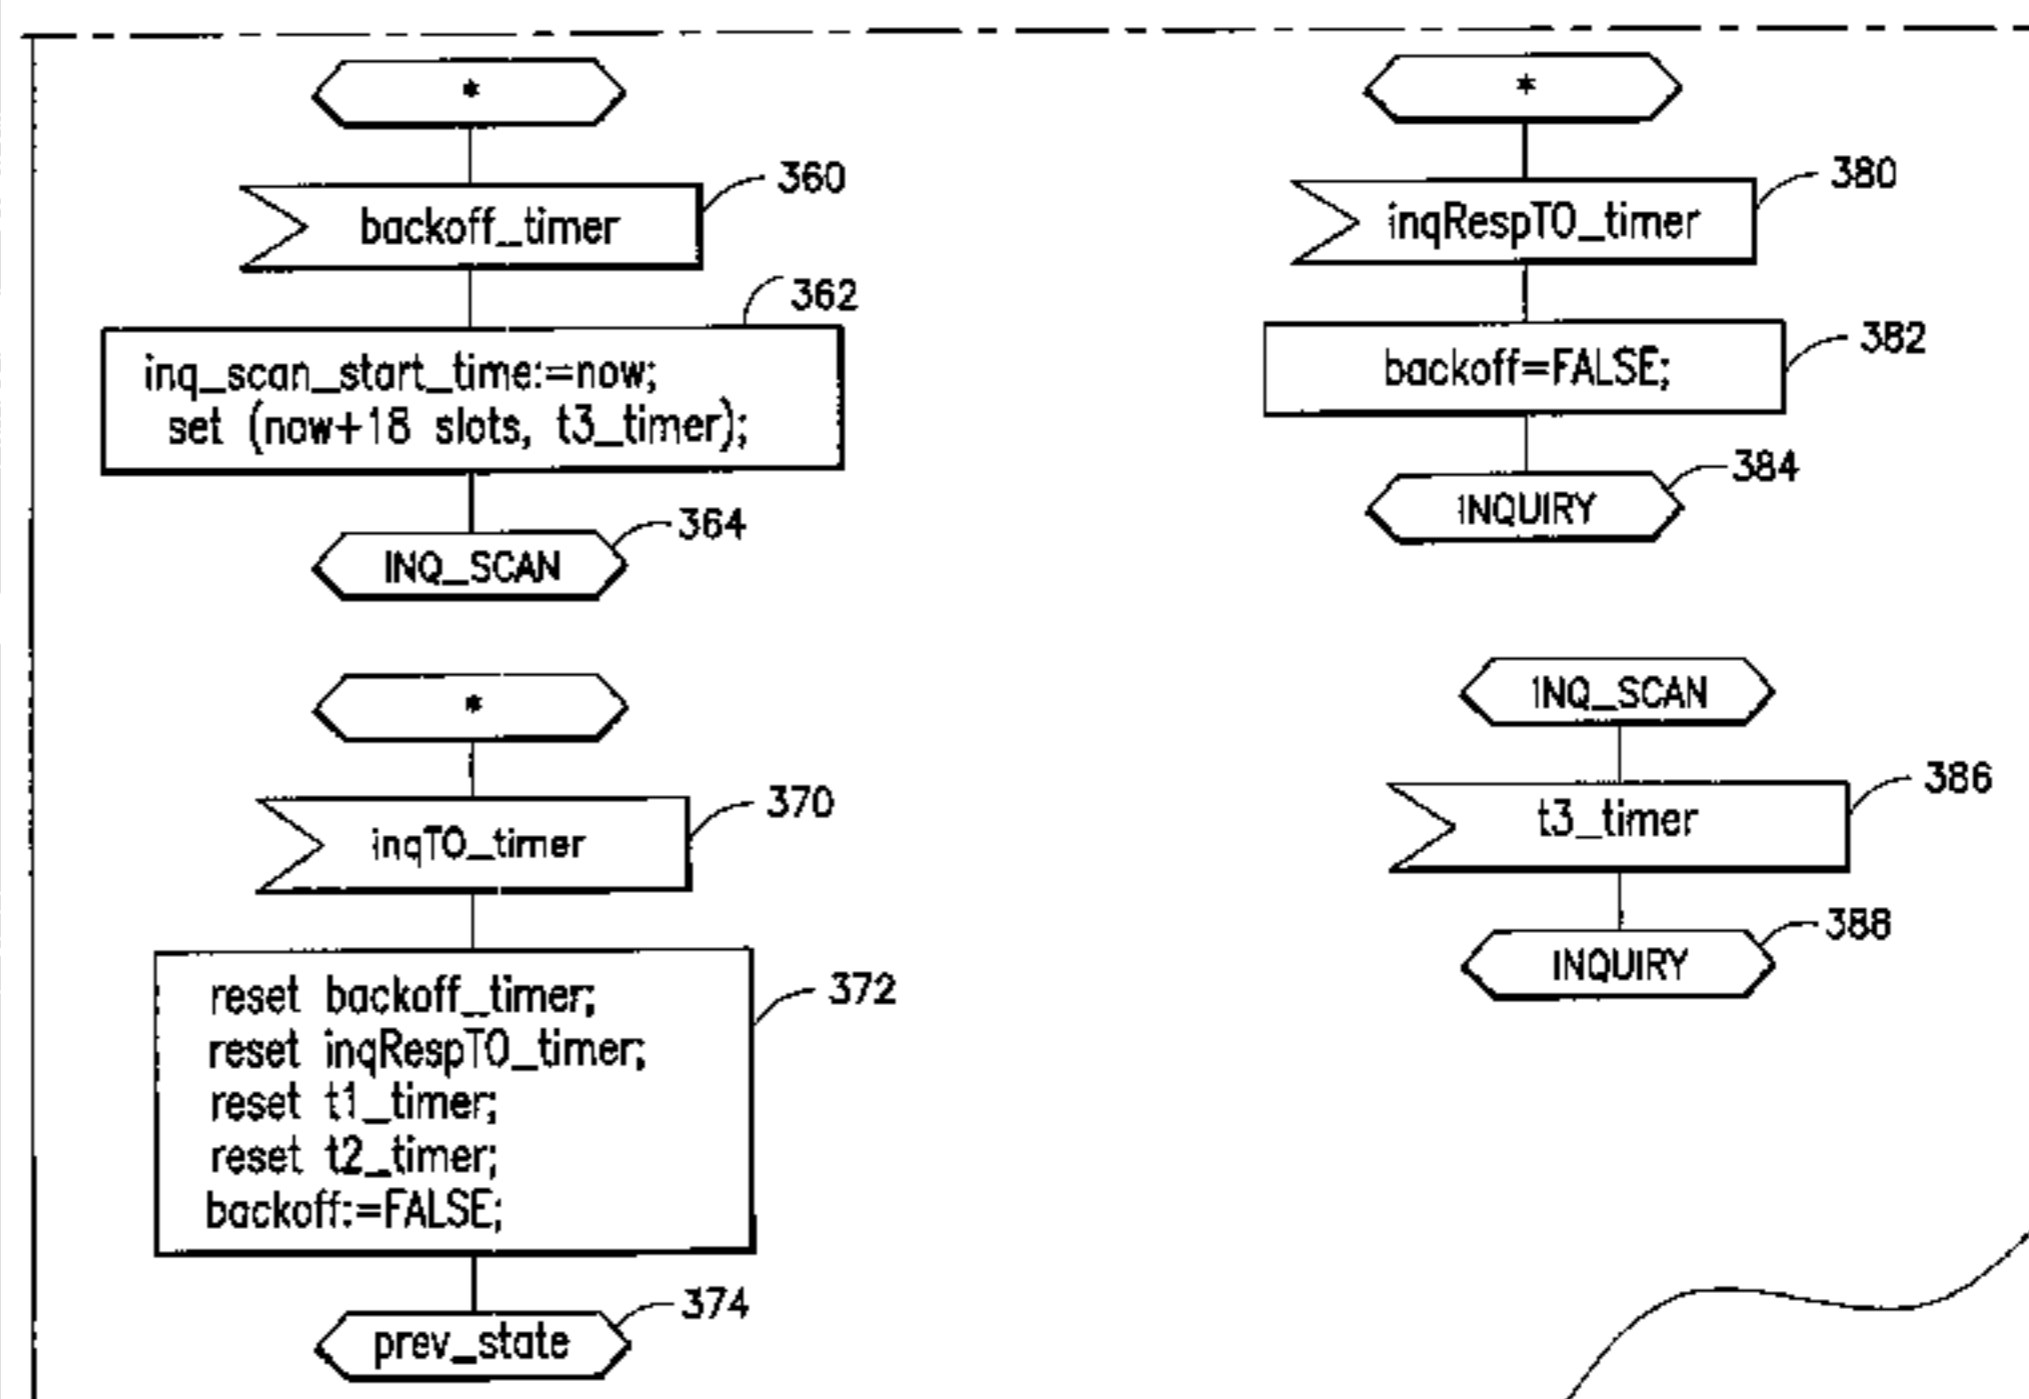 *
backoff_timer
360
362
inq_scan_start_time:=now;
set (now+18 slots, t3_timer);
INQ_SCAN
364
*
inqTO_timer
370
reset backoff_timer;
reset inqRespTO_timer;
reset t1_timer;
reset t2_timer;
backoff:=FALSE;
372
prev_state
374
*
inqRespTO_timer
380
backoff=FALSE;
382
INQUIRY
384
INQ_SCAN
t3_timer
386
INQUIRY
388